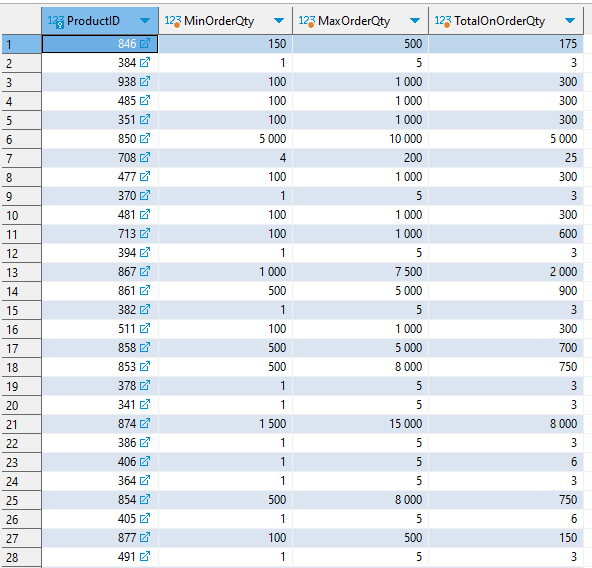 123 ProductID 123 MinOrderQty 123 MaxOrderQty 123 TotalOnOrderQty
1 846 150 500 175
2 384 1 5 3
3 938 100 1 000 300
4 485 100 1 000 300
5 351 100 1 000 300
6 850 5 000 10 000 5 000
7 708 4 200 25
8 477 100 1 000 300
9 370 1 5 3
10 481 100 1 000 300
11 713 100 1 000 600
12 394 1 5 3
13 867 1 000 7 500 2 000
14 861 500 5 000 900
15 382 1 5 3
16 511 100 1 000 300
17 858 500 5 000 700
18 853 500 8 000 750
19 378 1 5 3
20 341 1 5 3
21 874 1 500 15 000 8 000
22 386 1 5 3
23 406 1 5 6
24 364 1 5 3
25 854 500 8 000 750
26 405 1 5 6
27 877 100 500 150
28 491 1 5 3